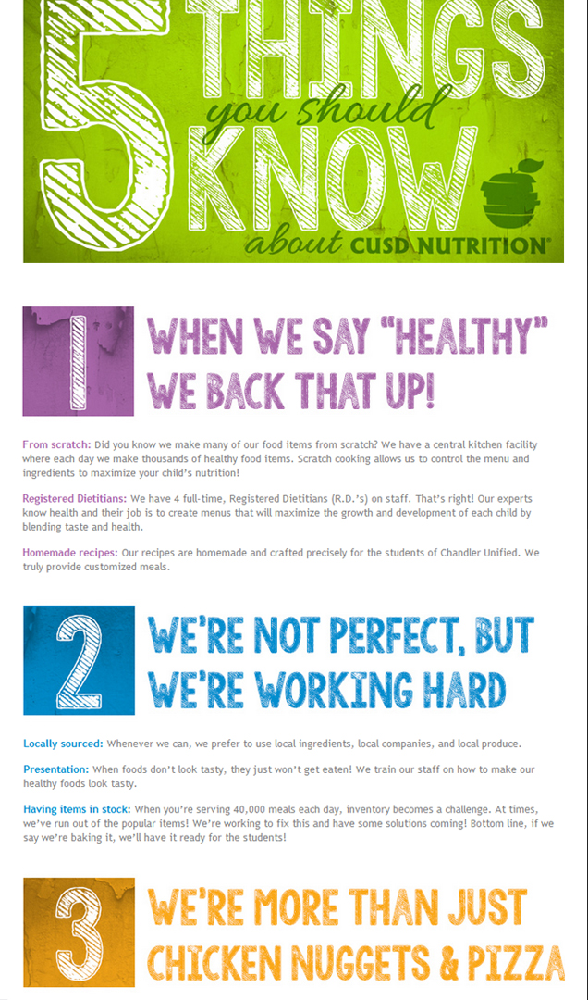 5 THINGS
you should
KNOW
about CUSD NUTRITION®
1 WHEN WE SAY “HEALTHY”
WE BACK THAT UP!
From scratch: Did you know we make many of our food items from scratch? We have a central kitchen facility
where each day we make thousands of healthy food items. Scratch cooking allows us to control the menu and
ingredients to maximize your child’s nutrition!
Registered Dietitians: We have 4 full-time, Registered Dietitians (R.D.’s) on staff. That’s right! Our experts
know health and their job is to create menus that will maximize the growth and development of each child by
blending taste and health.
Homemade recipes: Our recipes are homemade and crafted precisely for the students of Chandler Unified. We
truly provide customized meals.
2 WE’RE NOT PERFECT, BUT
WE’RE WORKING HARD
Locally sourced: Whenever we can, we prefer to use local ingredients, local companies, and local produce.
Presentation: When foods don’t look tasty, they just won’t get eaten! We train our staff on how to make our
healthy foods look tasty.
Having items in stock: When you’re serving 40,000 meals each day, inventory becomes a challenge. At times,
we’ve run out of the popular items! We’re working to fix this and have some solutions coming! Bottom line, if we
say we’re baking it, we’ll have it ready for the students!
3 WE’RE MORE THAN JUST
CHICKEN NUGGETS & PIZZA